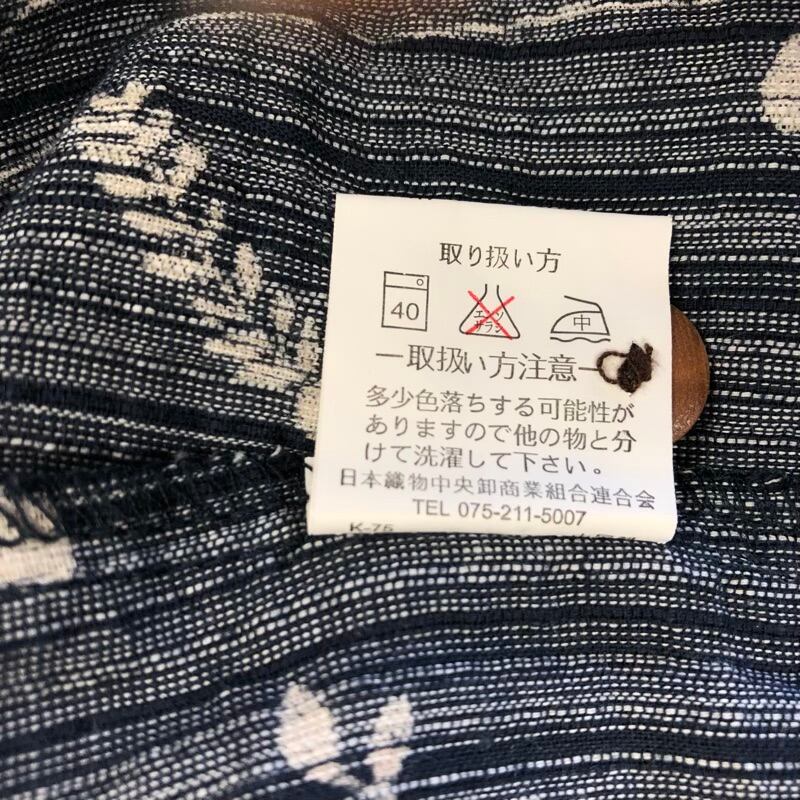 取り扱い方
40 エンソサラシ 中
取扱い方注意
多少色落ちする可能性が
ありますので他の物と分
けて洗濯して下さい。
日本織物中央卸商業組合連合会
TEL 075-211-5007
K-75